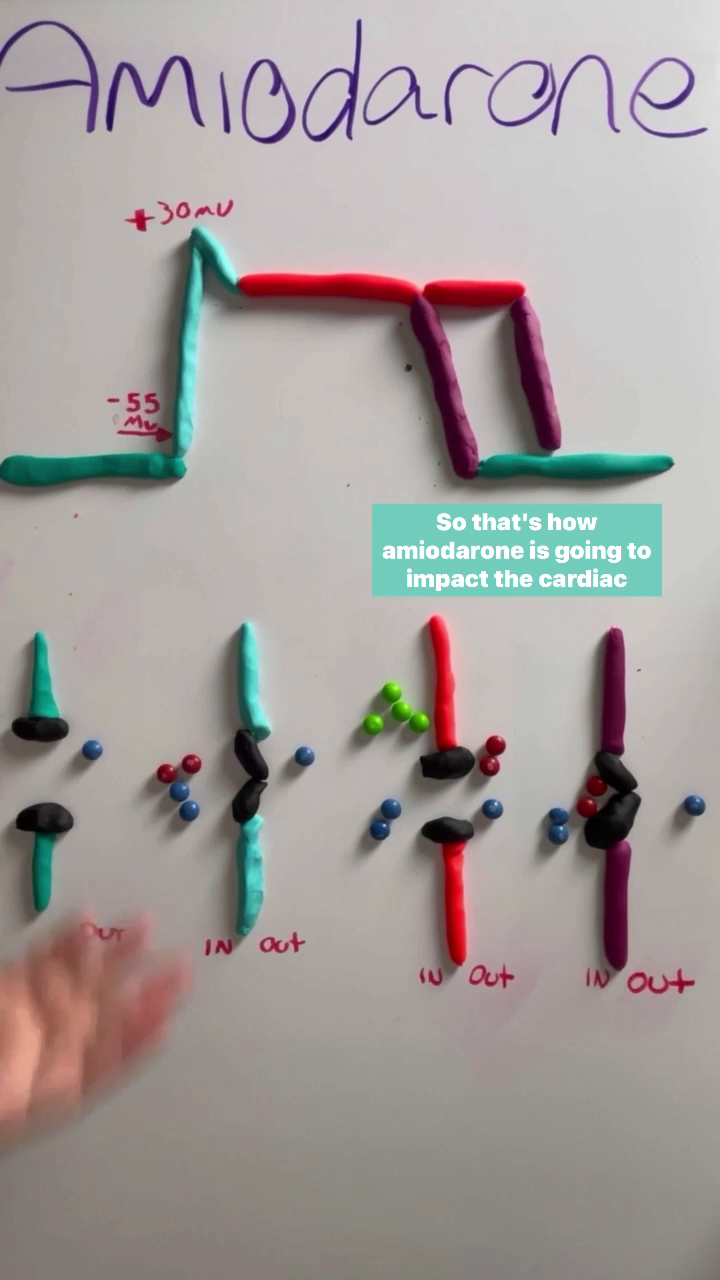 Amiodarone
+30mv
-55
mv
So that's how
amiodarone is going to
impact the cardiac
out
IN out
IN out
IN out